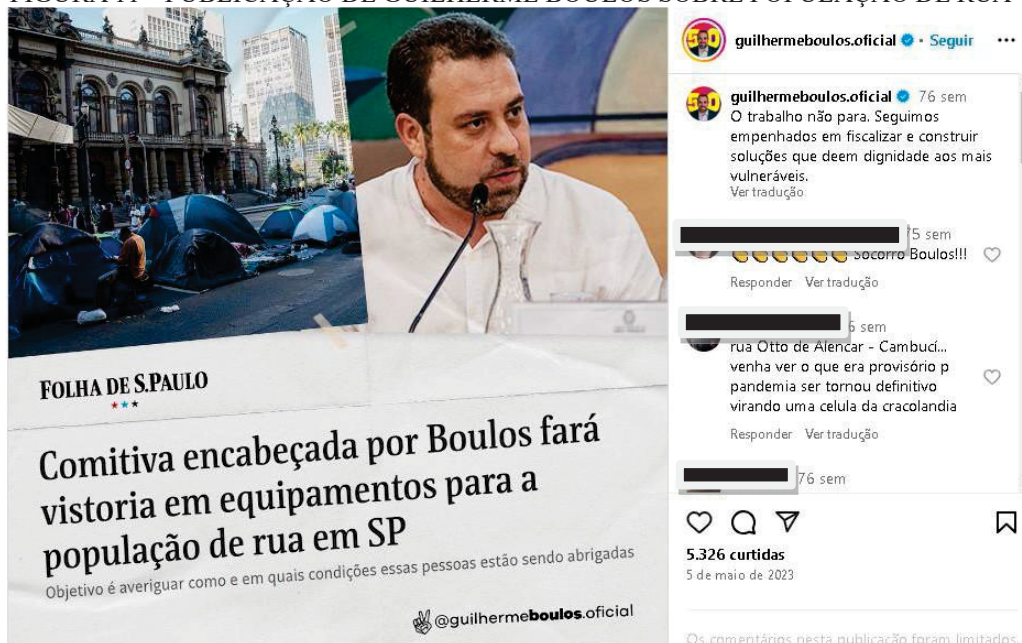 FIGURA 11 - PUBLICAÇÃO DE GUILHERME BOULOS SOBRE POPULAÇÃO DE RUA
FOLHA DE S.PAULO
Comitiva encabeçada por Boulos fará
vistoria em equipamentos para a
população de rua em SP
Objetivo é averiguar como e em quais condições essas pessoas estão sendo abrigadas
@guilhermeboulos.oficial
guilhermeboulos.oficial • Seguir
guilhermeboulos.oficial 76 sem
O trabalho não para. Seguimos
empenhados em fiscalizar e construir
soluções que deem dignidade aos mais
vulneráveis.
Ver tradução
75 sem
Socorro Boulos!!!
Responder Ver tradução
sem
rua Otto de Alencar - Cambucí...
venha ver o que era provisório p
pandemia ser tornou definitivo
virando uma celula da cracolandia
Responder Ver tradução
76 sem
5.326 curtidas
5 de maio de 2023
Os comentários nesta publicação foram limitados